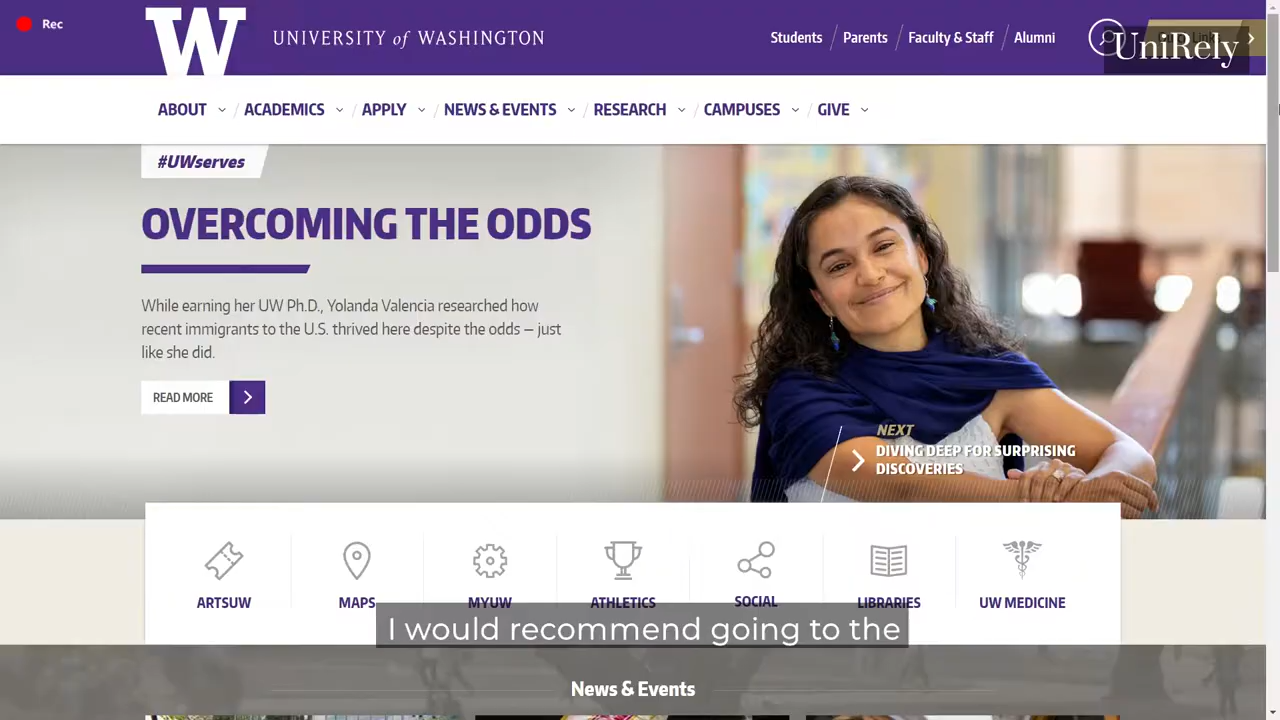 Rec
W
UNIVERSITY of WASHINGTON
Students
Parents
Faculty & Staff
Alumni
UniRely
ABOUT
ACADEMICS
APPLY
NEWS & EVENTS
RESEARCH
CAMPUSES
GIVE
#UWserves
OVERCOMING THE ODDS
While earning her UW Ph.D., Yolanda Valencia researched how
recent immigrants to the U.S. thrived here despite the odds – just
like she did.
READ MORE
NEXT
DIVING DEEP FOR SURPRISING
DISCOVERIES
ARTSUW
MAPS
MYUW
ATHLETICS
SOCIAL
LIBRARIES
UW MEDICINE
I would recommend going to the
News & Events